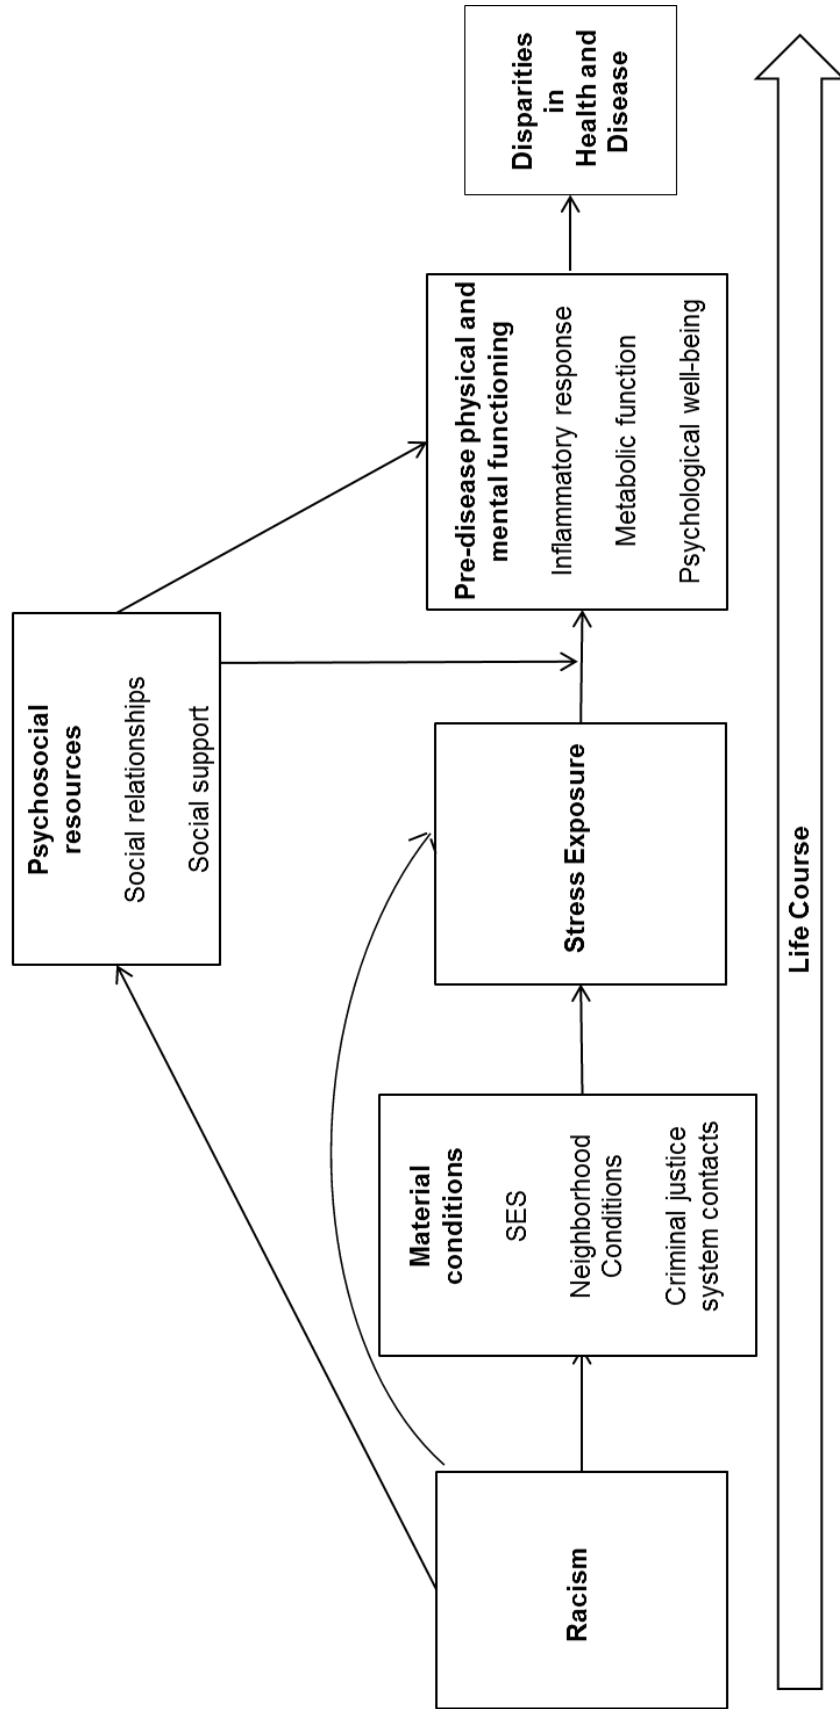 Racism
Material
conditions
SES
Neighborhood
Conditions
Criminal justice
system contacts
Stress Exposure
Psychosocial
resources
Social relationships
Social support
Pre-disease physical and
mental functioning
Inflammatory response
Metabolic function
Psychological well-being
Disparities
in
Health and
Disease
Life Course